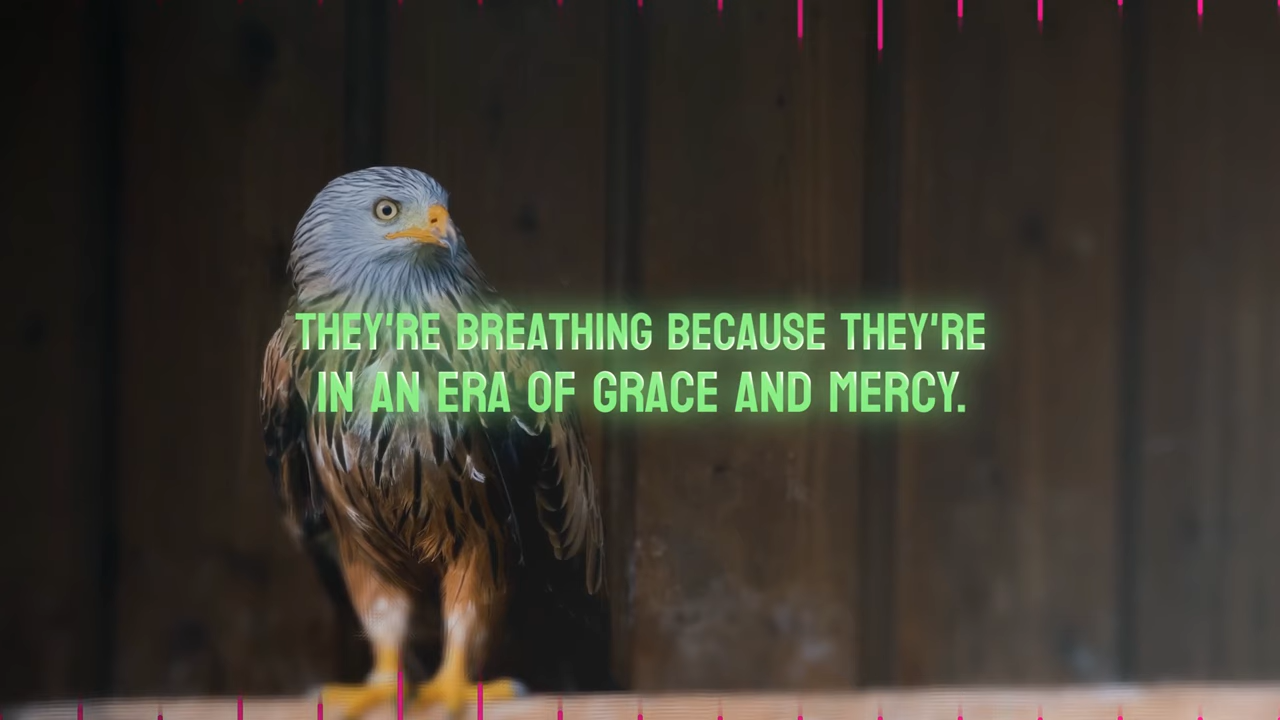 THEY'RE BREATHING BECAUSE THEY'RE
IN AN ERA OF GRACE AND MERCY.